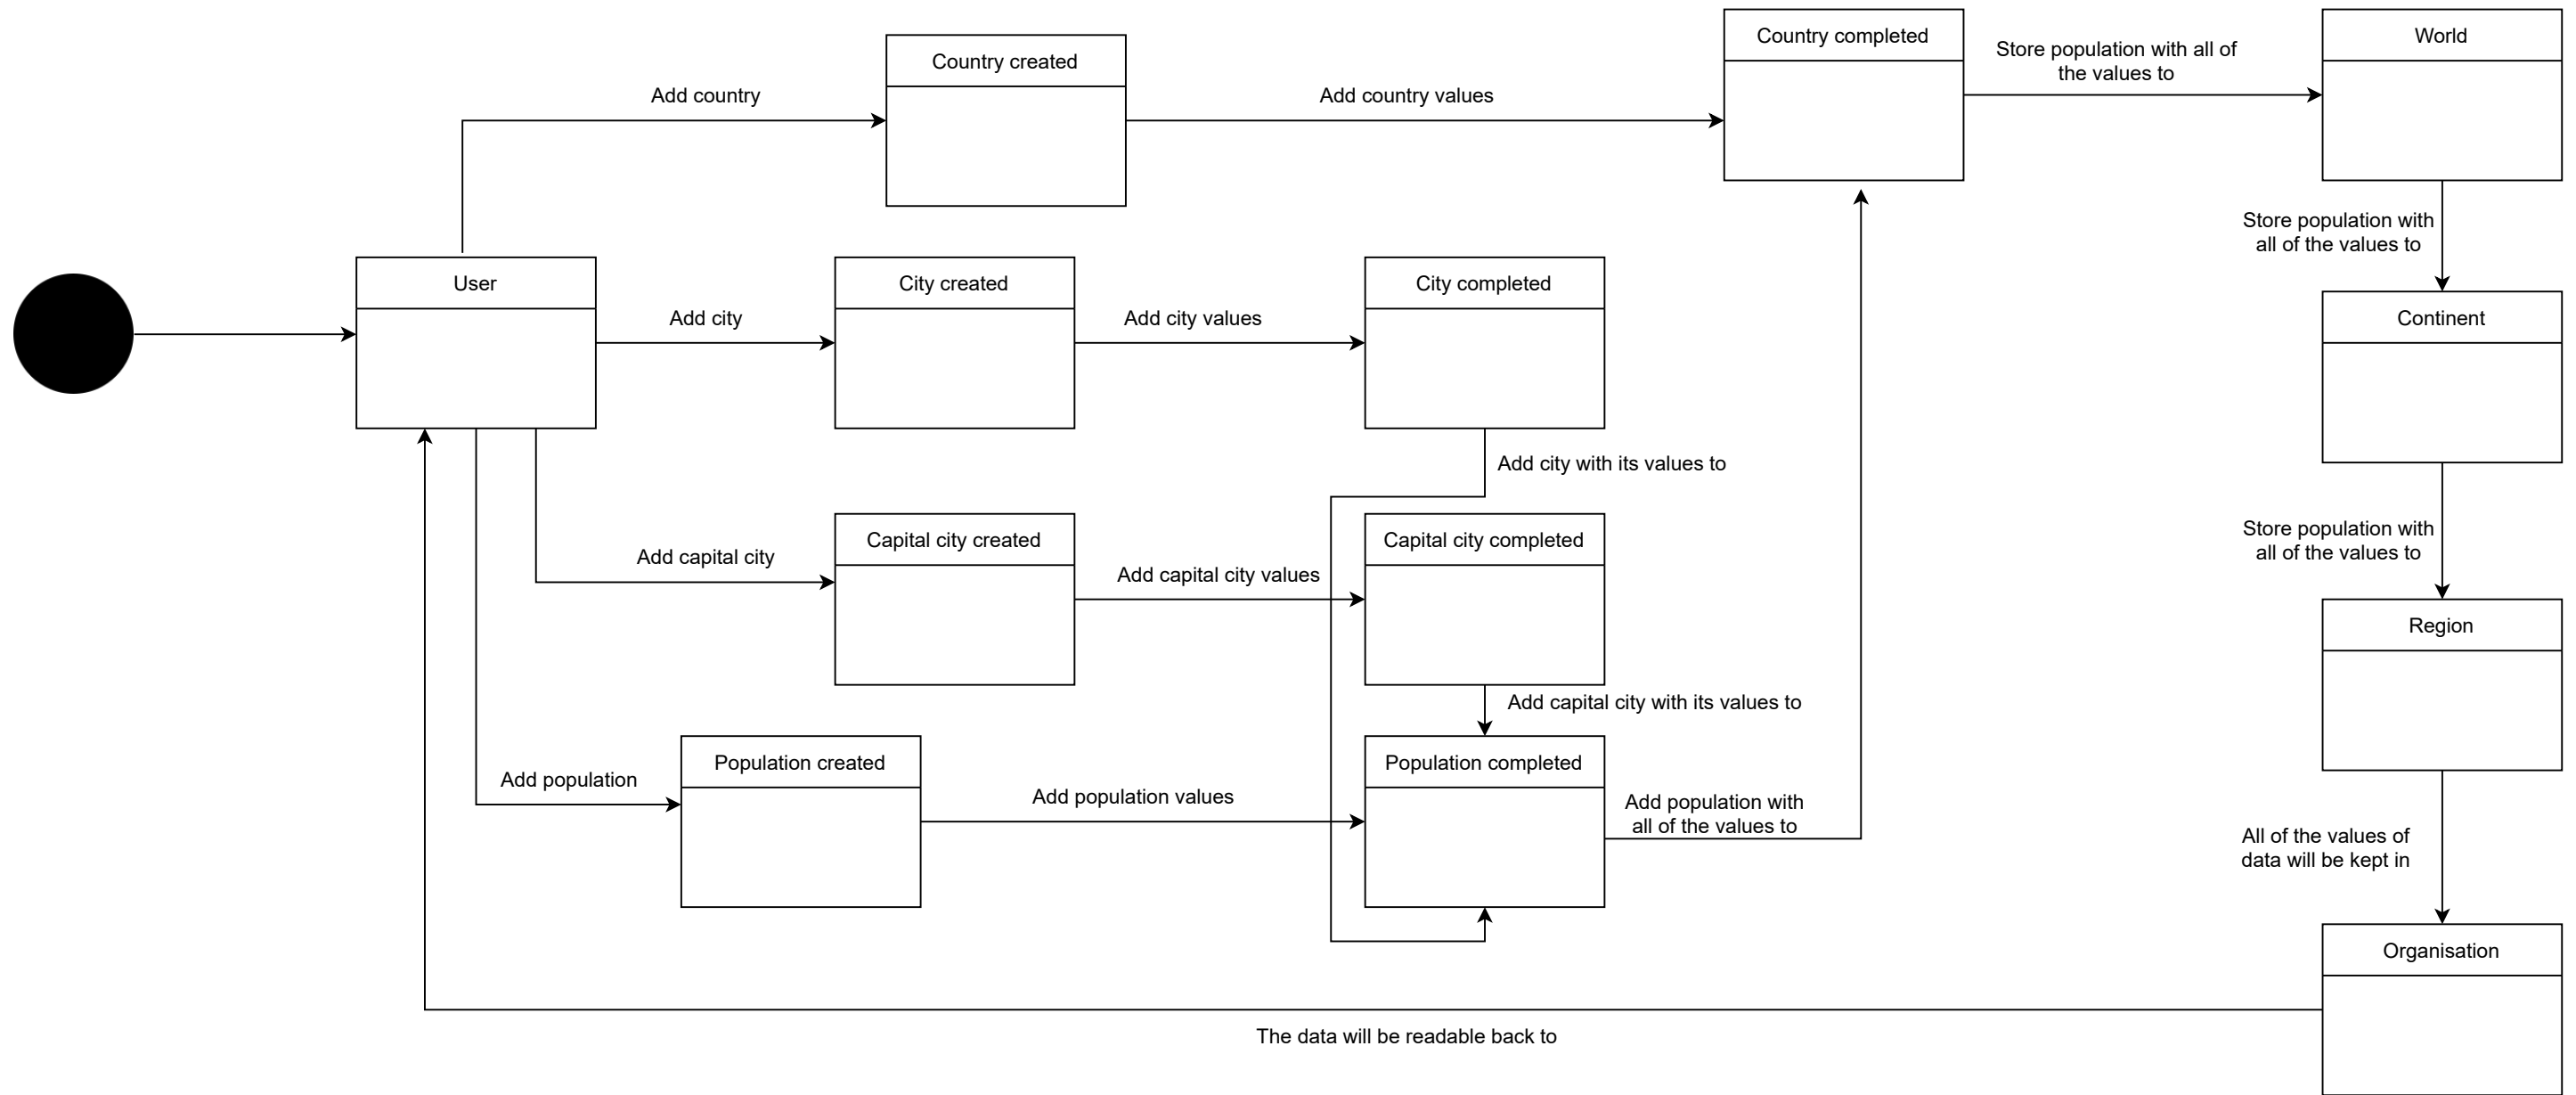 Country completed
World
Country created
Store population with all of
the values to
Add country
Add country values
Store population with
all of the values to
User
City created
City completed
Add city
Add city values
Continent
Add city with its values to
Capital city created
Capital city completed
Store population with
all of the values to
Add capital city
Add capital city values
Region
Add capital city with its values to
Population created
Population completed
Add population
Add population values
Add population with
all of the values to
All of the values of
data will be kept in
Organisation
The data will be readable back to